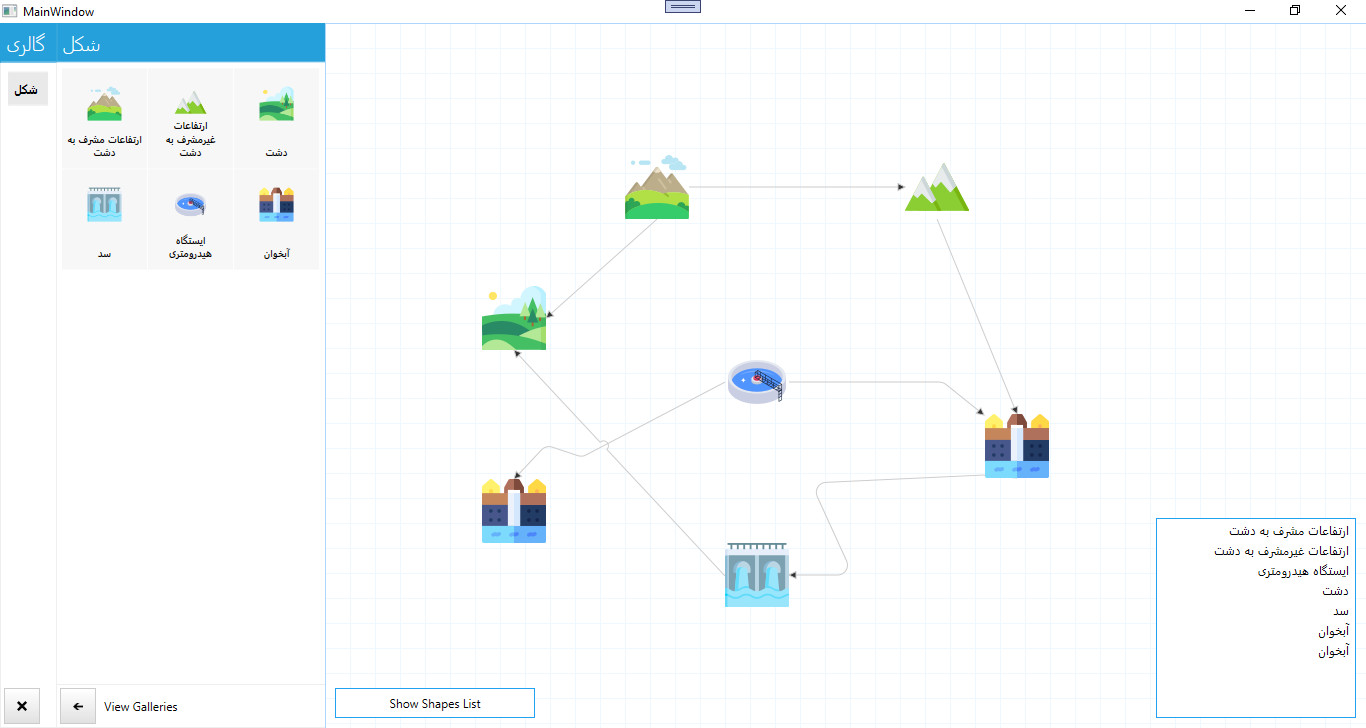 MainWindow
گالری
شکل
شکل
ارتفاعات مشرف به
دشت
ارتفاعات
غیرمشرف به
دشت
دشت
سد
ایستگاه
هیدرومتری
آبخوان
View Galleries
Show Shapes List
ارتفاعات مشرف به دشت
ارتفاعات غیرمشرف به دشت
ایستگاه هیدرومتری
دشت
سد
آبخوان
آبخوان